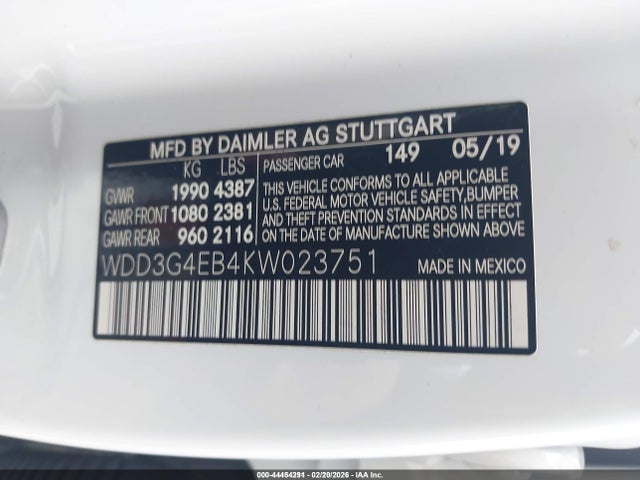 MFD BY DAIMLER AG STUTTGART
KG LBS
GVWR 1990 4387
GAWR FRONT 1080 2381
GAWR REAR 960 2116
PASSENGER CAR 149 05/19
THIS VEHICLE CONFORMS TO ALL APPLICABLE
U.S. FEDERAL MOTOR VEHICLE SAFETY, BUMPER
AND THEFT PREVENTION STANDARDS IN EFFECT
ON THE DATE OF MANUFACTURE SHOWN ABOVE
WDD3G4EB4KW023751 MADE IN MEXICO
000-44454291 - 02/20/2026 - IAA Inc.